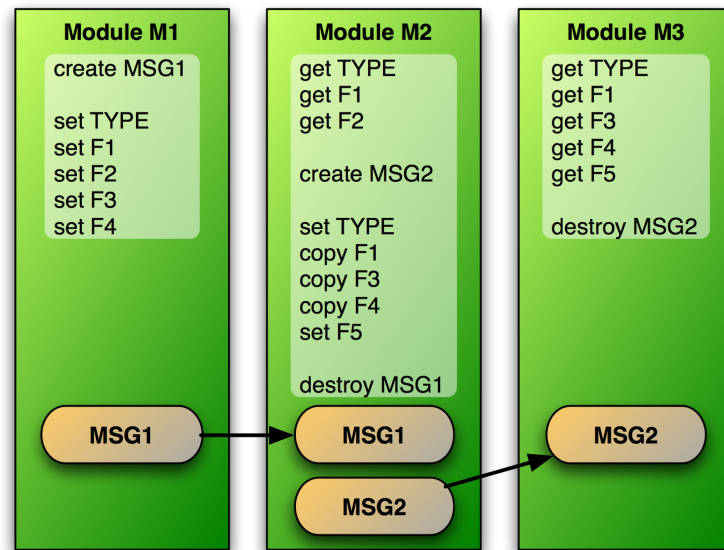 Module M1
create MSG1
set TYPE
set F1
set F2
set F3
set F4
MSG1
Module M2
get TYPE
get F1
get F2
create MSG2
set TYPE
copy F1
copy F3
copy F4
set F5
destroy MSG1
MSG1
MSG2
Module M3
get TYPE
get F1
get F3
get F4
get F5
destroy MSG2
MSG2